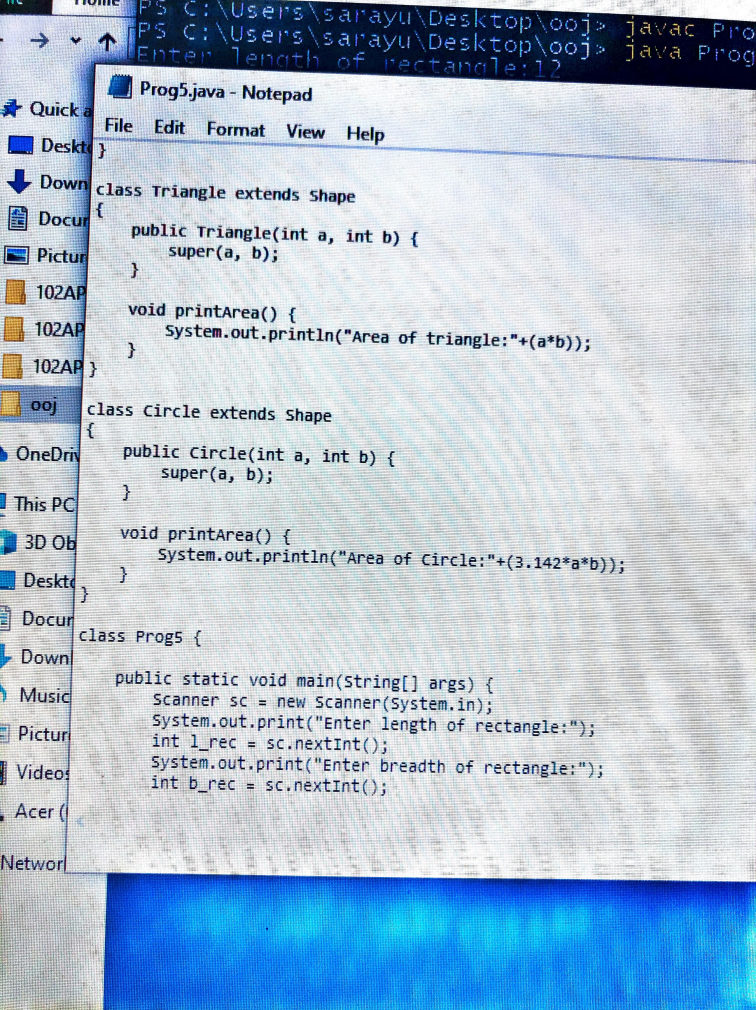 Home
PS C:\Users\sarayu\Desktop\ooj> javac Pro
PS C:\Users\sarayu\Desktop\ooj> java Prog
Enter length of rectangle:12
Prog5.java - Notepad
File Edit Format View Help
}
class Triangle extends Shape
{
public Triangle(int a, int b) {
super(a, b);
}
void printArea() {
System.out.println("Area of triangle:"+(a*b));
}
}
class Circle extends Shape
{
public Circle(int a, int b) {
super(a, b);
}
void printArea() {
System.out.println("Area of Circle:"+(3.142*a*b));
}
}
class Prog5 {
public static void main(String[] args) {
Scanner sc = new Scanner(System.in);
System.out.print("Enter length of rectangle:");
int l_rec = sc.nextInt();
System.out.print("Enter breadth of rectangle:");
int b_rec = sc.nextInt();
Quick a
Deskt
Down
Docur
Pictur
102AP
102AP
102AP
ooj
OneDriv
This PC
3D Ob
Deskto
Docur
Downl
Music
Pictur
Videos
Acer (
Networ